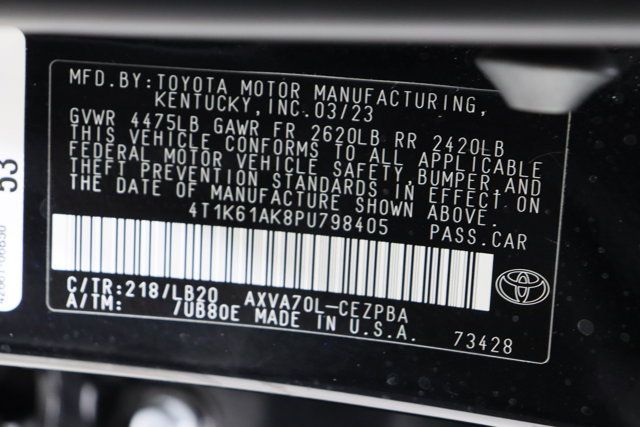 MFD.BY:TOYOTA MOTOR MANUFACTURING,
KENTUCKY,INC.03/23
GVWR 4475LB GAWR FR 2620LB RR 2420LB
THIS VEHICLE CONFORMS TO ALL APPLICABLE
FEDERAL MOTOR VEHICLE SAFETY,BUMPER,AND
THEFT PREVENTION STANDARDS IN EFFECT ON
THE DATE OF MANUFACTURE SHOWN ABOVE.
4T1K61AK8PU798405 PASS.CAR
C/TR:218/LB20 AXVA70L-CEZPBA
A/TM: 7UB80E MADE IN U.S.A. 73428
53